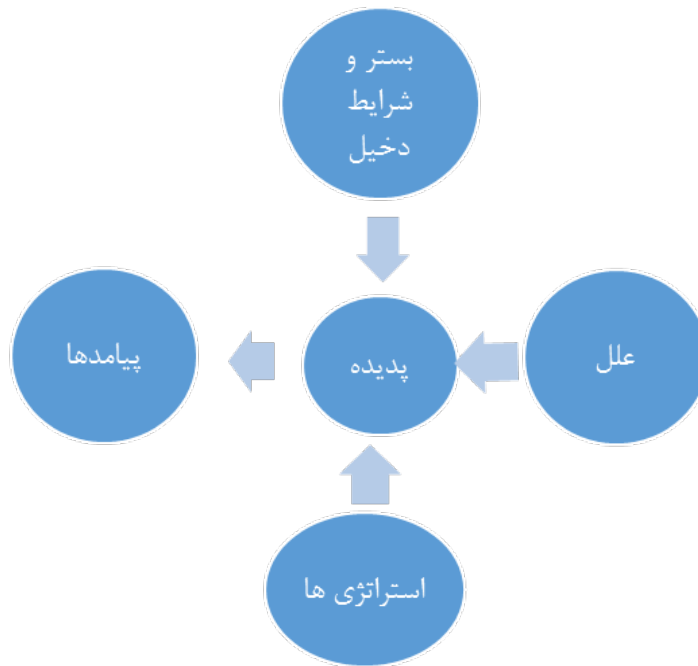 بستر و
شرایط
دخیل
علل
پدیده
پیامدها
استراتژی ها